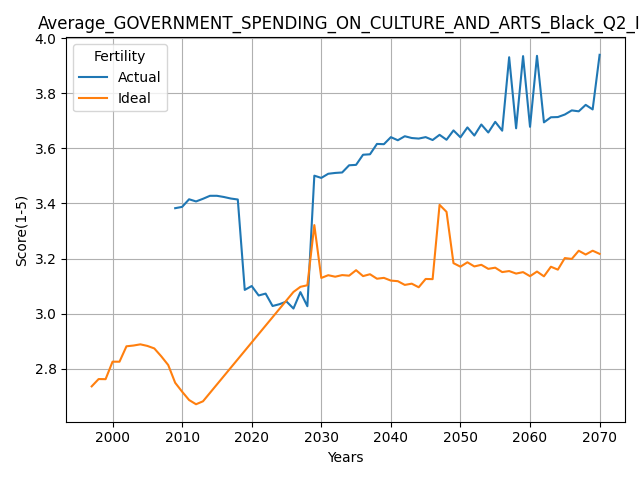 Average_GOVERNMENT_SPENDING_ON_CULTURE_AND_ARTS_Black_Q2_
Fertility
Actual
Ideal
4.0
3.8
3.6
3.4
3.2
3.0
2.8
Score(1-5)
2000 2010 2020 2030 2040 2050 2060 2070
Years